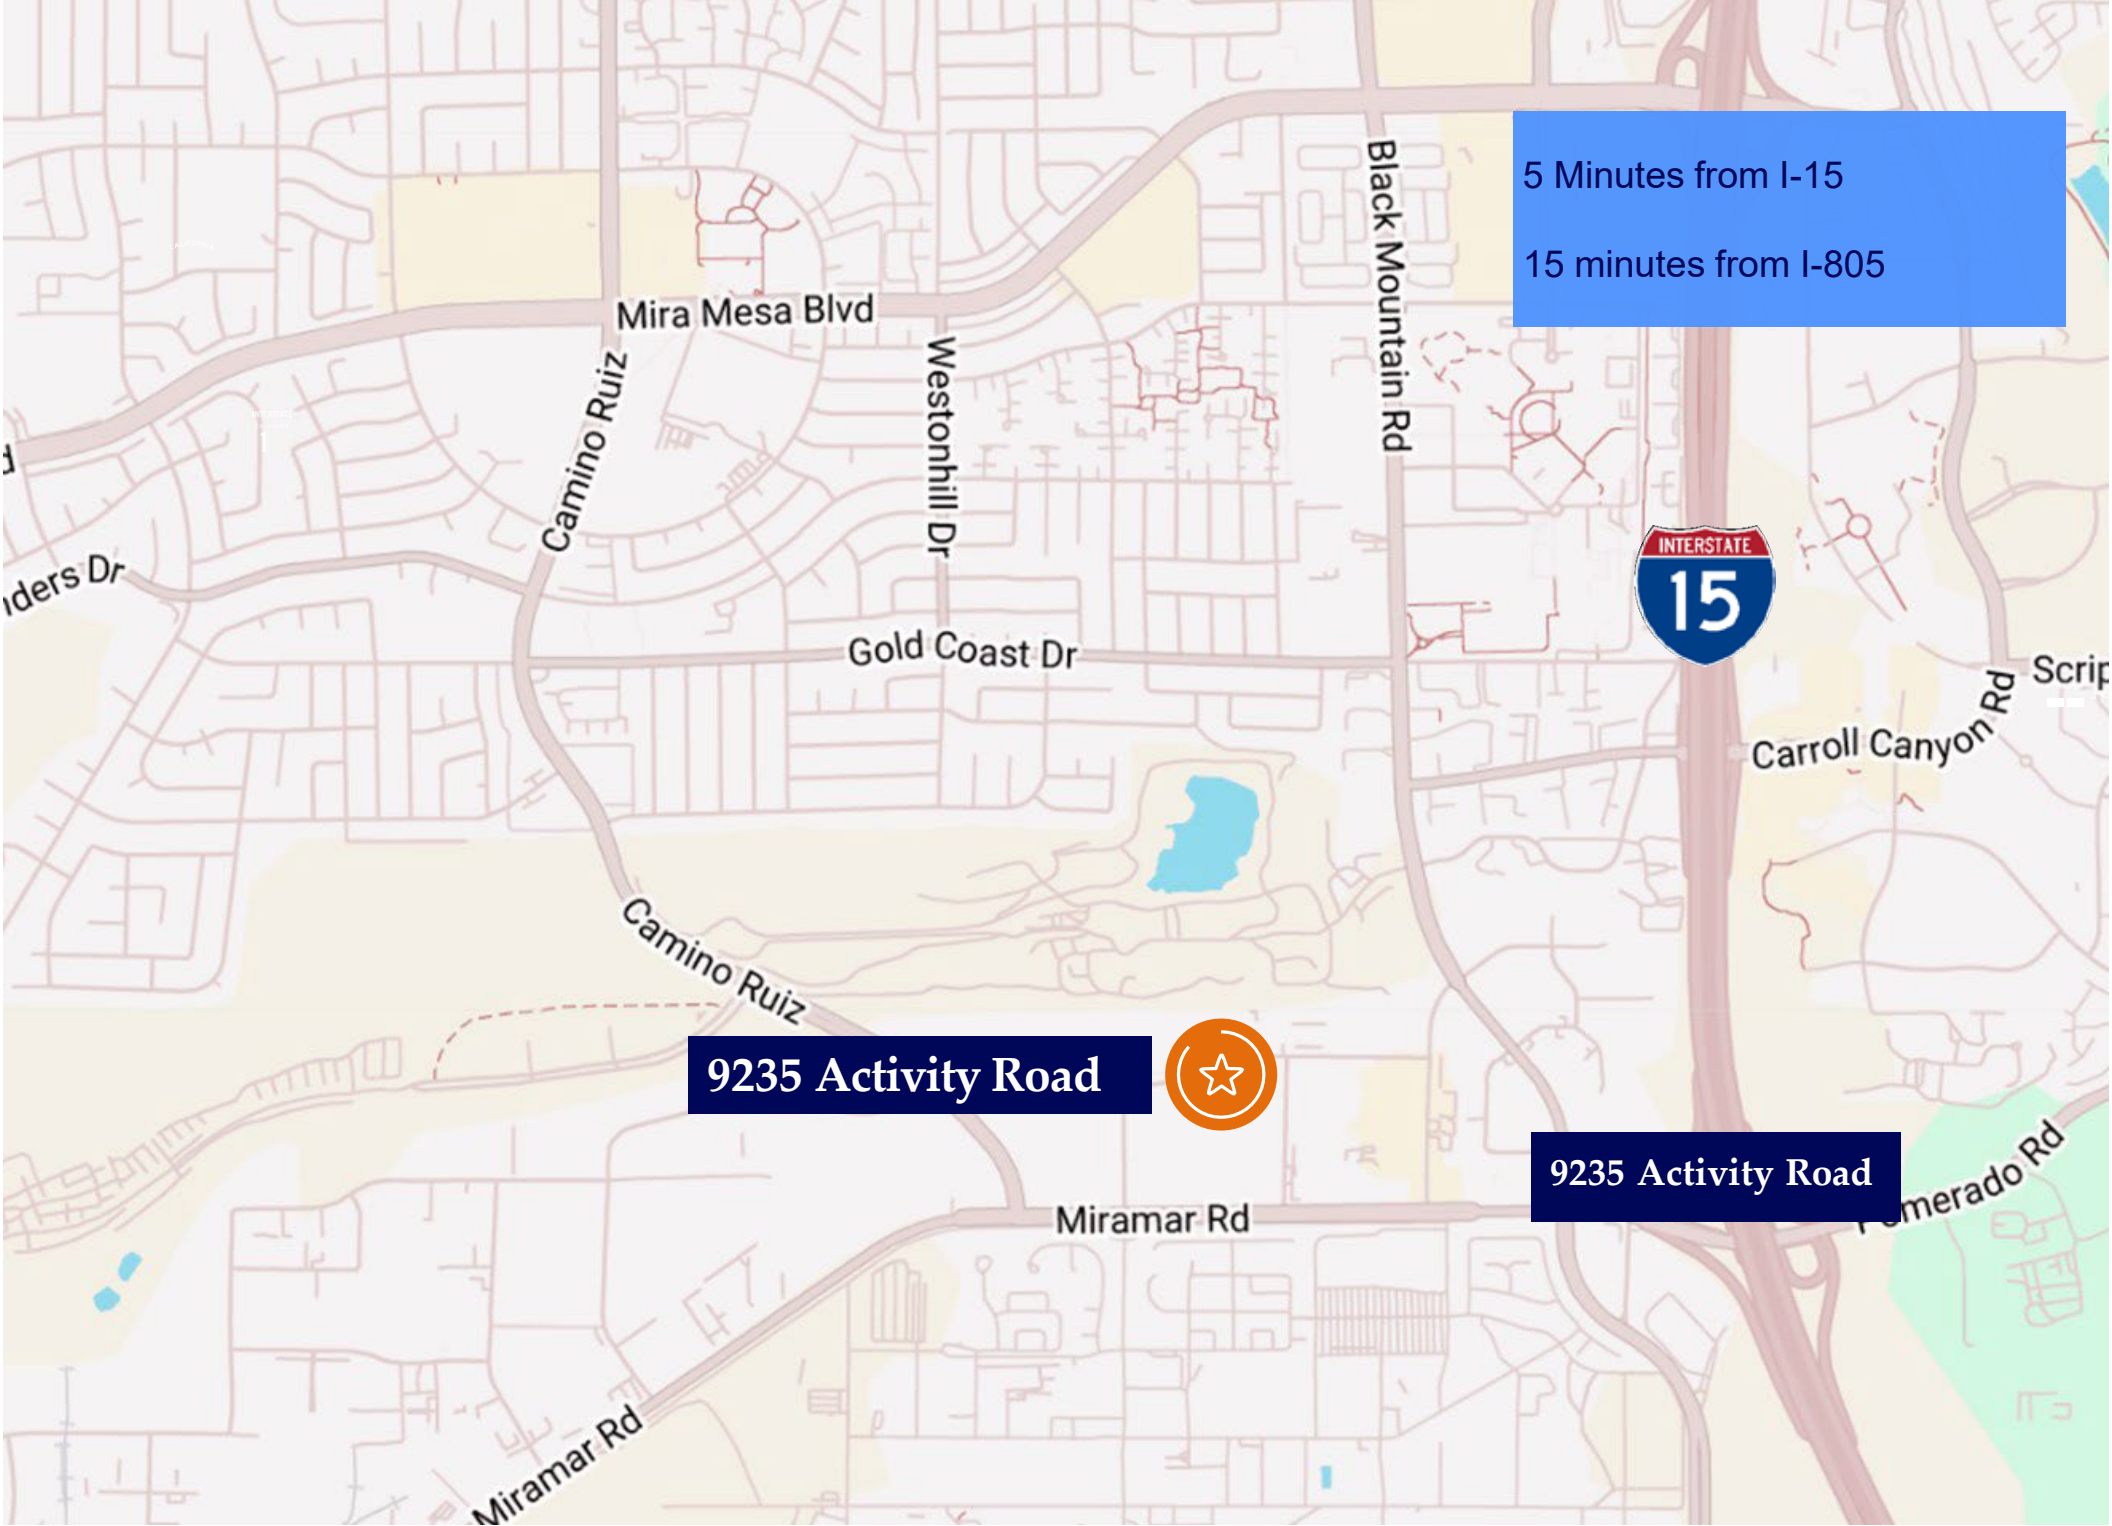 5 Minutes from I-15
15 minutes from I-805
Black Mountain Rd
Mira Mesa Blvd
Westonhill Dr
Camino Ruiz
INTERSTATE
15
Gold Coast Dr
Carroll Canyon Rd
Camino Ruiz
9235 Activity Road
9235 Activity Road
Miramar Rd
Miramar Rd